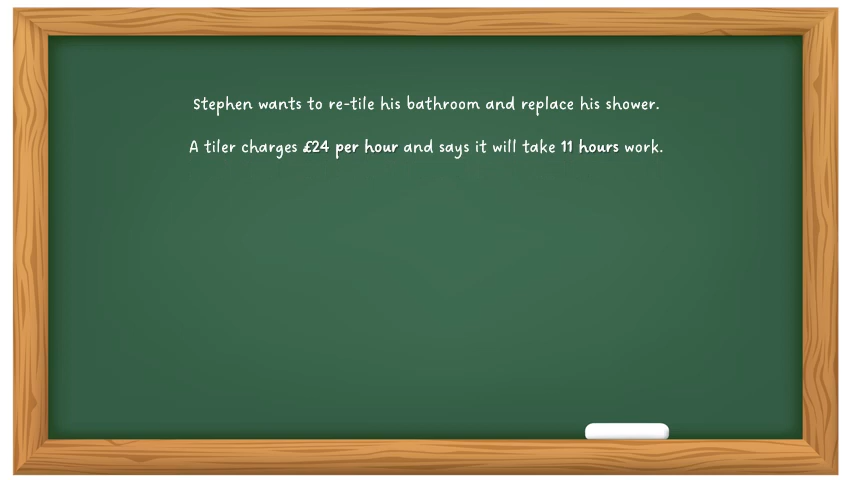 Stephen wants to re-tile his bathroom and replace his shower.
A tiler charges £24 per hour and says it will take 11 hours work.